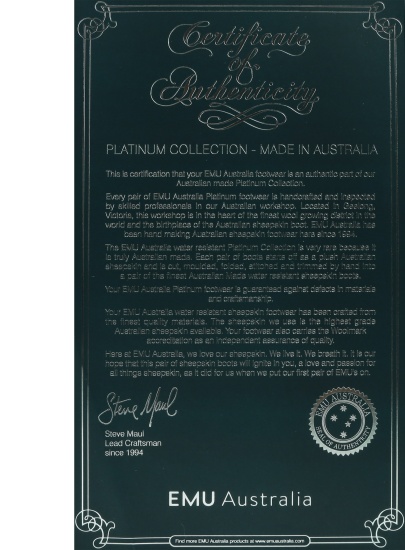 Certificate
of
Authenticity
PLATINUM COLLECTION - MADE IN AUSTRALIA
This is certification that your EMU Australia footwear is an authentic part of our
Australian made Platinum Collection.
Every pair of EMU Australia Platinum footwear is handcrafted and inspected
by skilled professionals in our Australian workshop. Located in Geelong,
Victoria, this workshop is in the heart of the finest wool growing district in the
world and the birthplace of the Australian sheepskin boot. EMU Australia has
been hand making Australian sheepskin footwear here since 1994.
The EMU Australia water resistant Platinum Collection is very rare because it
is truly Australian made. Each pair of boots starts off as a plush Australian
sheepskin and is cut, moulded, folded, stitched and trimmed by hand into
a pair of the finest Australian Made water resistant sheepskin boots.
Your EMU Australia Platinum footwear is guaranteed against defects in materials
and craftsmanship.
Your EMU Australia water resistant sheepskin footwear has been crafted from
the finest quality materials. The sheepskin we use is the highest grade
Australian sheepskin available. Your footwear also carries the Woolmark
accreditation as an independent assurance of quality.
Here at EMU Australia, we love our sheepskin. We live it. We breath it. It is our
hope that this pair of sheepskin boots will ignite in you, a love and passion for
all things sheepskin, as it did for us when we put our first pair of EMU's on.
Steve Maul
Steve Maul
Lead Craftsman
since 1994
EMU AUSTRALIA
SEAL OF AUTHENTICITY
EMU Australia
Find more EMU Australia products at www.emuaustralia.com